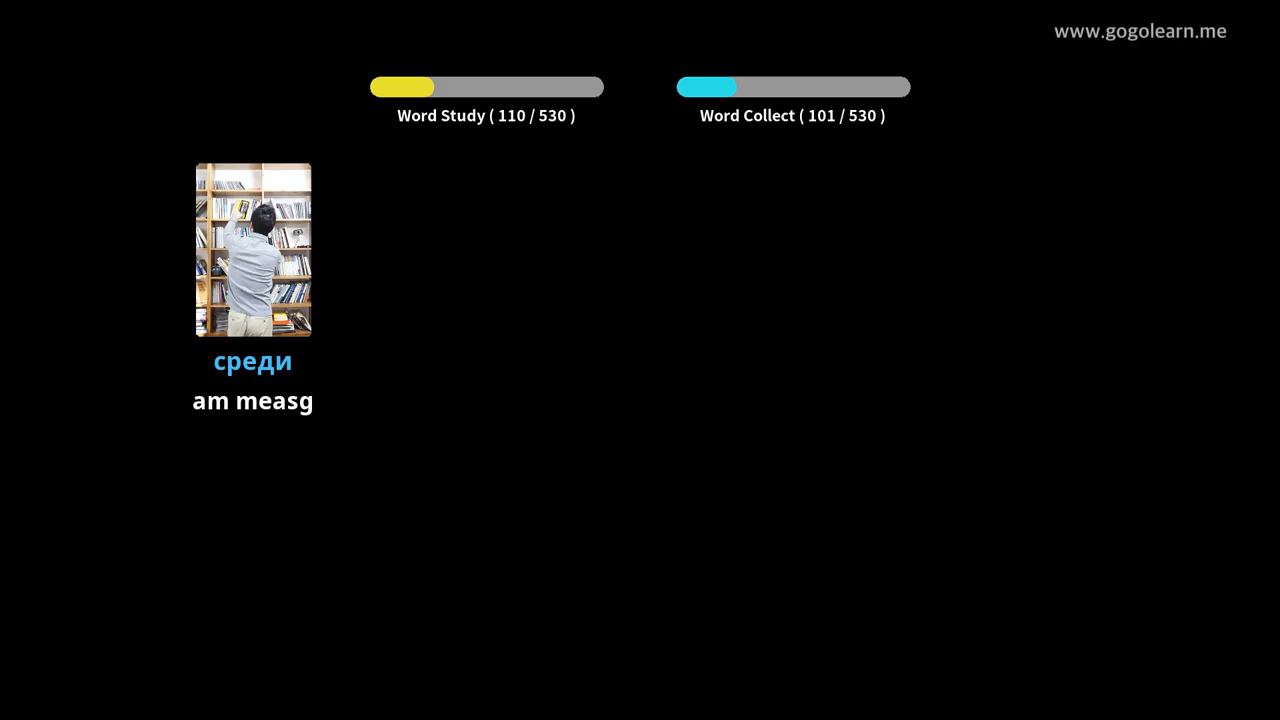 www.gogolearn.me
Word Study ( 110 / 530 )
Word Collect ( 101 / 530 )
среди
am measg